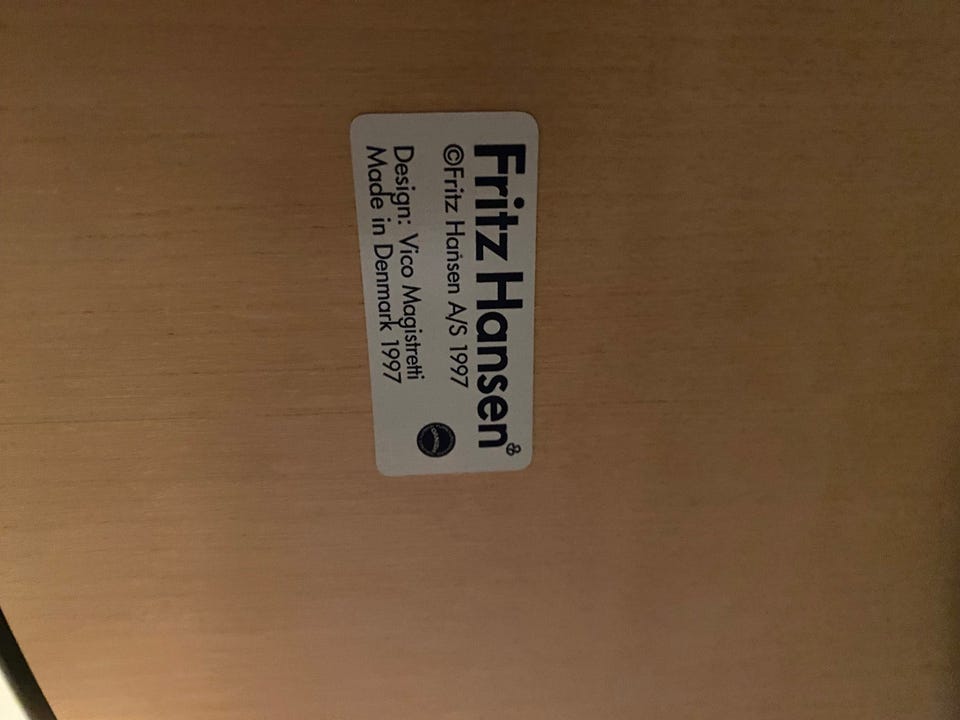 Fritz Hansen
©Fritz Hansen A/S 1997
Design: Vico Magistretti
Made in Denmark 1997